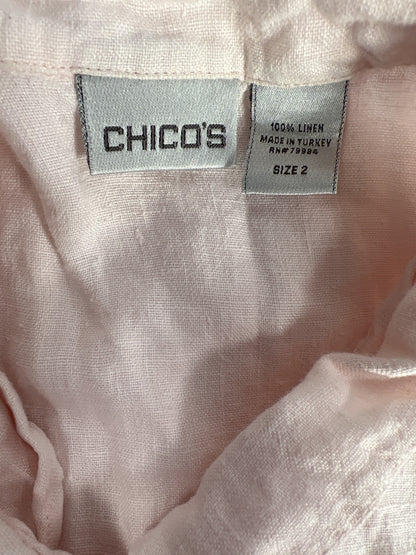 CHICO'S
100% LINEN
MADE IN TURKEY
RN#79984
SIZE 2